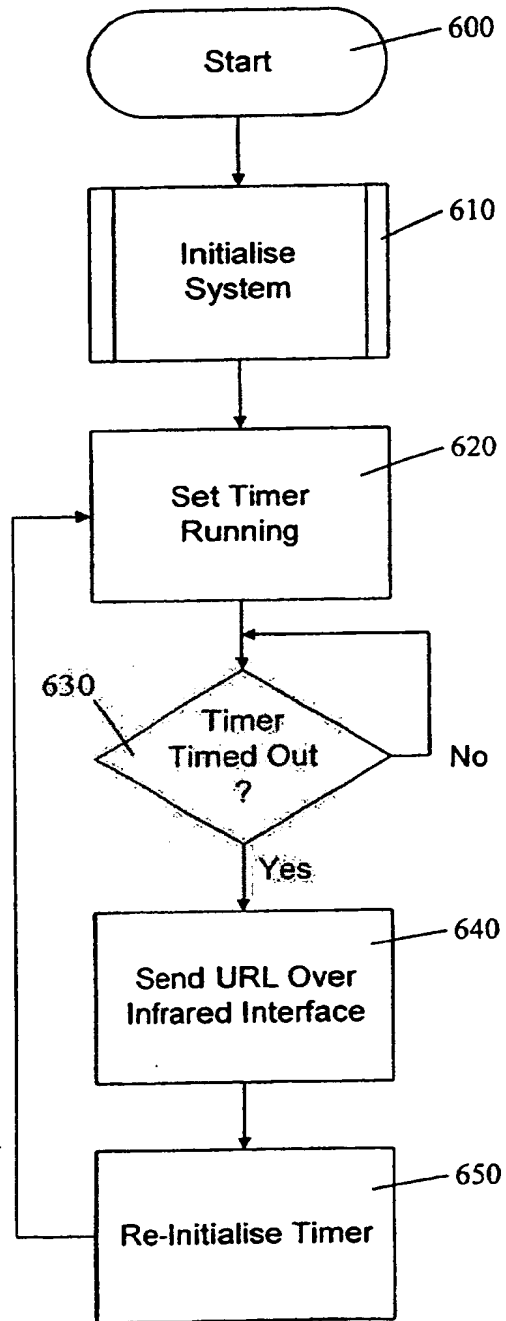 Start
600
Initialise
System
610
Set Timer
Running
620
630
Timer
Timed Out
?
No
Yes
Send URL Over
Infrared Interface
640
Re-Initialise Timer
650